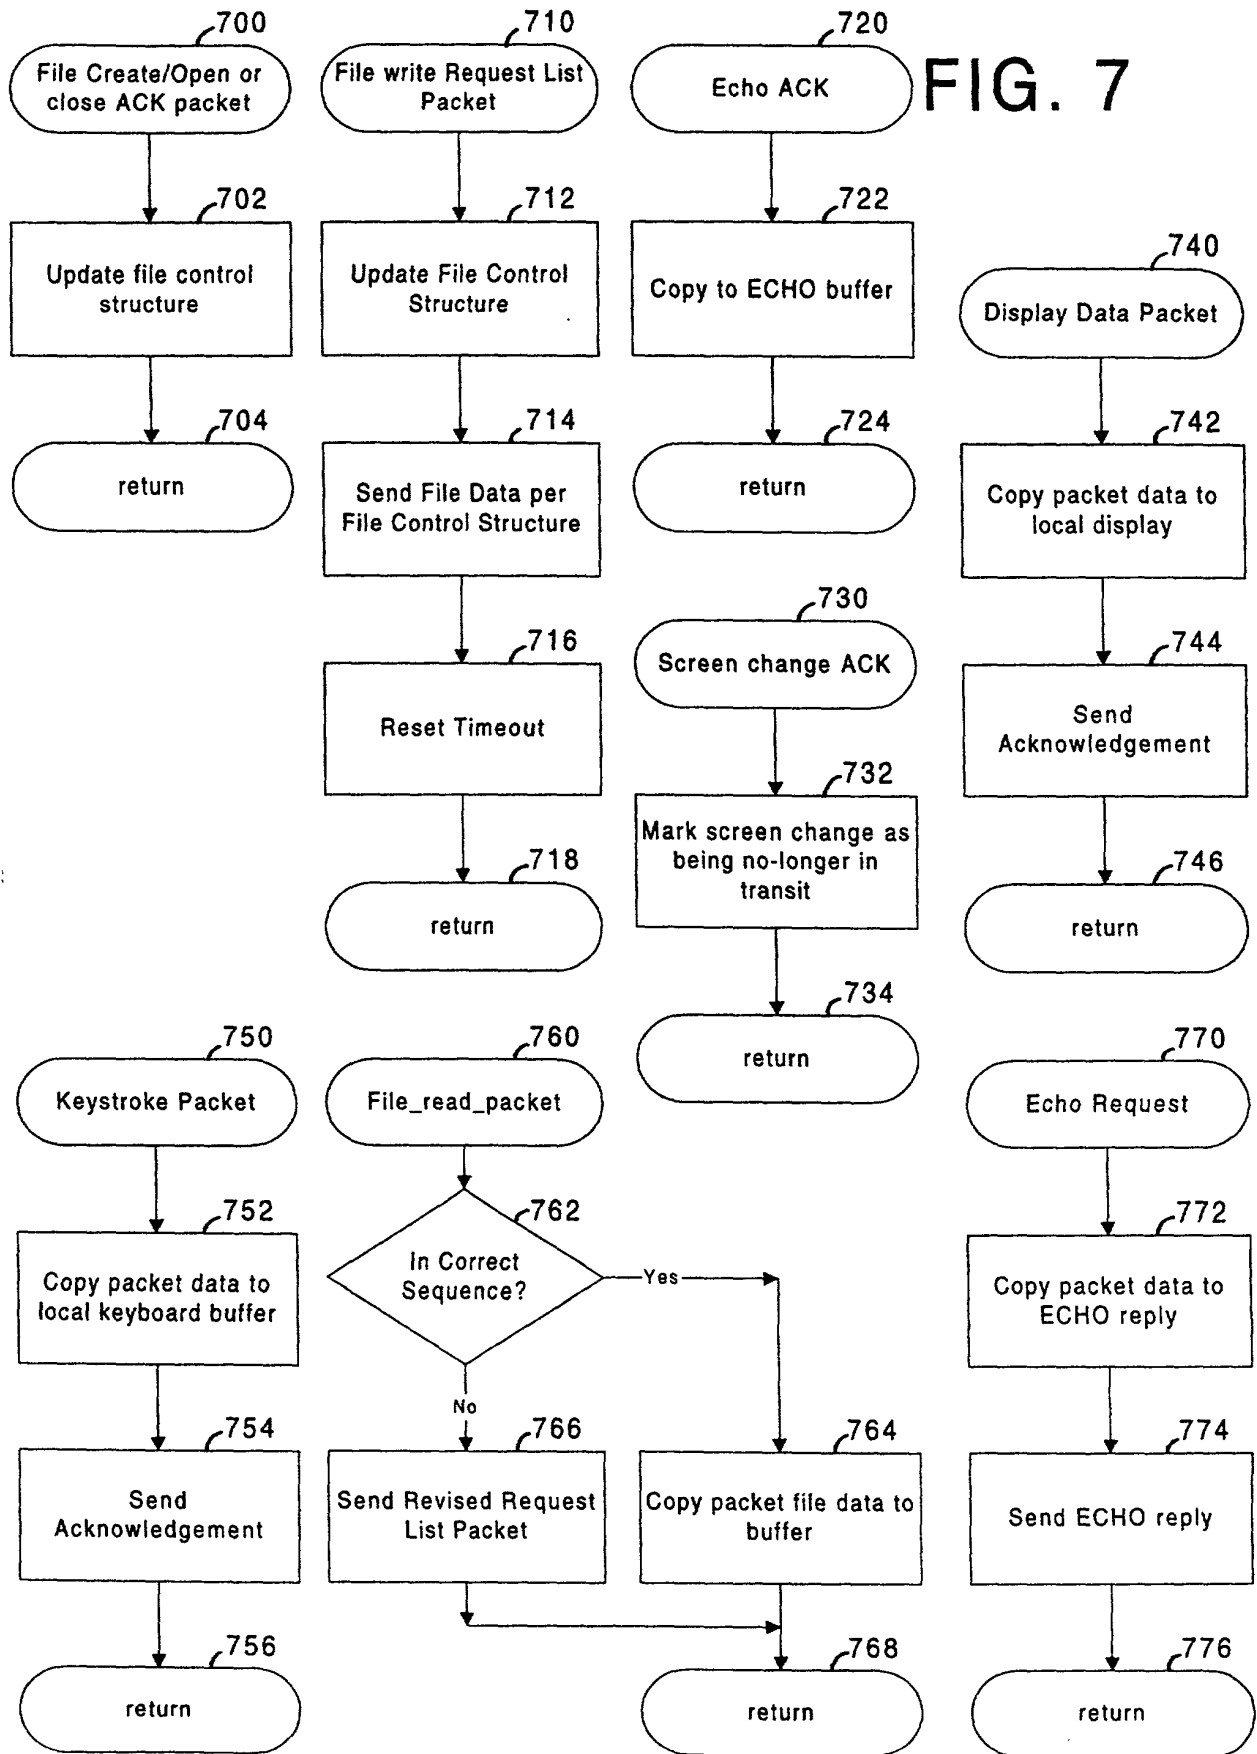 FIG. 7
700
File Create/Open or
close ACK packet
702
Update file control
structure
704
return
710
File write Request List
Packet
712
Update File Control
Structure
714
Send File Data per
File Control Structure
716
Reset Timeout
718
return
720
Echo ACK
722
Copy to ECHO buffer
724
return
730
Screen change ACK
732
Mark screen change as
being no-longer in
transit
734
return
740
Display Data Packet
742
Copy packet data to
local display
744
Send
Acknowledgement
746
return
750
Keystroke Packet
752
Copy packet data to
local keyboard buffer
754
Send
Acknowledgement
756
return
760
File_read_packet
762
In Correct
Sequence?
Yes
No
766
Send Revised Request
List Packet
764
Copy packet file data to
buffer
768
return
770
Echo Request
772
Copy packet data to
ECHO reply
774
Send ECHO reply
776
return